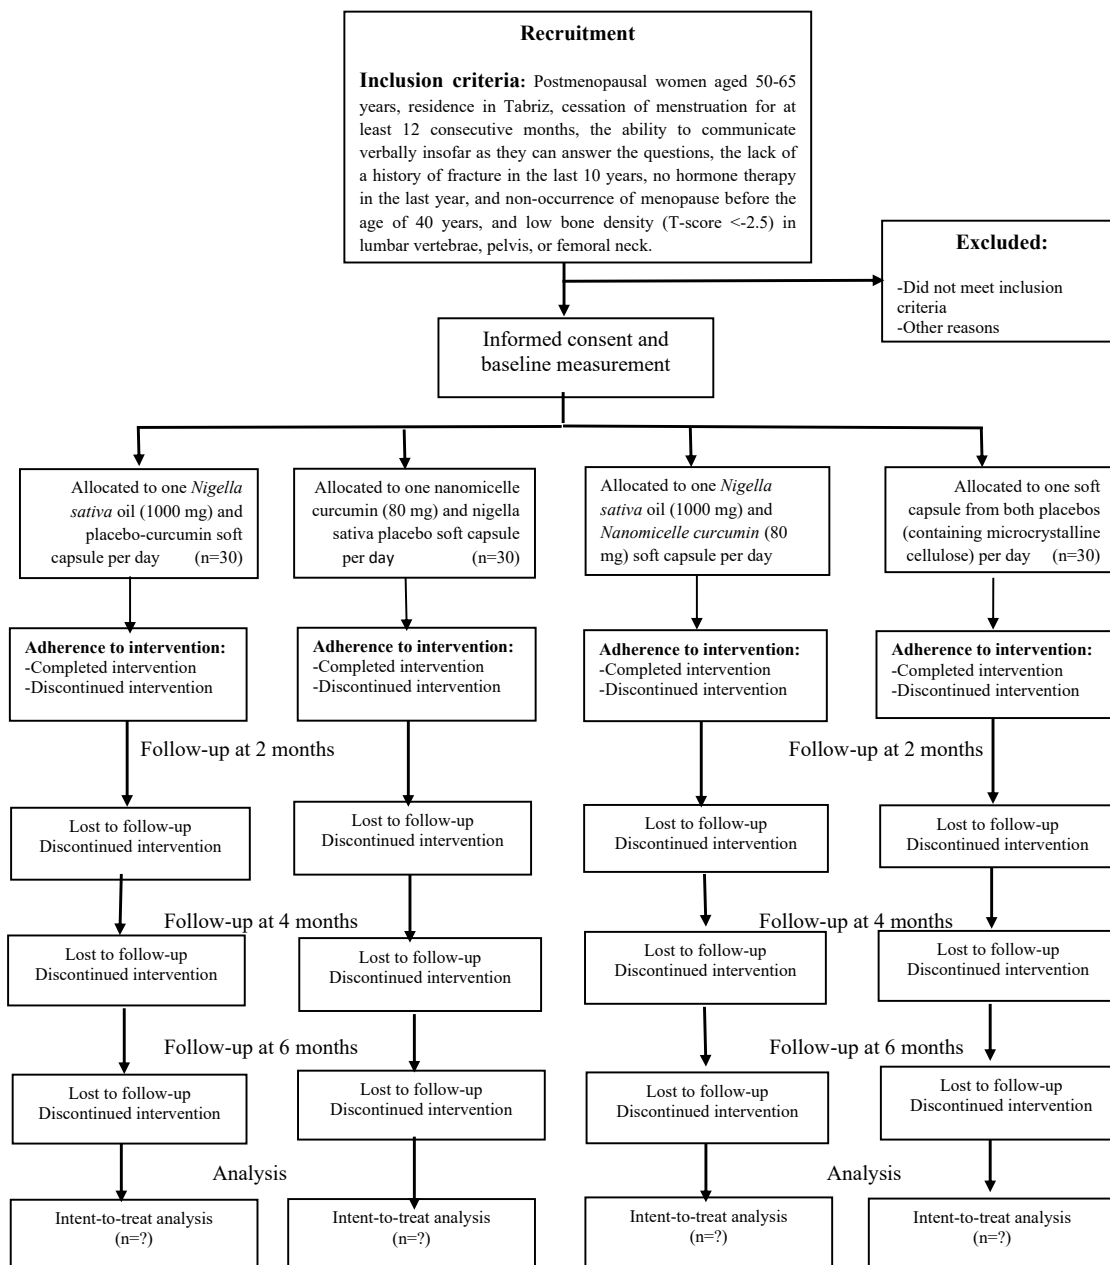 Recruitment
Inclusion criteria: Postmenopausal women aged 50-65
years, residence in Tabriz, cessation of menstruation for at
least 12 consecutive months, the ability to communicate
verbally insofar as they can answer the questions, the lack of
a history of fracture in the last 10 years, no hormone therapy
in the last year, and non-occurrence of menopause before the
age of 40 years, and low bone density (T-score <-2.5) in
lumbar vertebrae, pelvis, or femoral neck.
Excluded:
-Did not meet inclusion
criteria
-Other reasons
Informed consent and
baseline measurement
Allocated to one Nigella
sativa oil (1000 mg) and
placebo-curcumin soft
capsule per day (n=30)
Allocated to one nanomicelle
curcumin (80 mg) and nigella
sativa placebo soft capsule
per day (n=30)
Allocated to one Nigella
sativa oil (1000 mg) and
Nanomicelle curcumin (80
mg) soft capsule per day
Allocated to one soft
capsule from both placebos
(containing microcrystalline
cellulose) per day (n=30)
Adherence to intervention:
-Completed intervention
-Discontinued intervention
Adherence to intervention:
-Completed intervention
-Discontinued intervention
Adherence to intervention:
-Completed intervention
-Discontinued intervention
Adherence to intervention:
-Completed intervention
-Discontinued intervention
Follow-up at 2 months
Follow-up at 2 months
Lost to follow-up
Discontinued intervention
Lost to follow-up
Discontinued intervention
Lost to follow-up
Discontinued intervention
Lost to follow-up
Discontinued intervention
Follow-up at 4 months
Follow-up at 4 months
Lost to follow-up
Discontinued intervention
Lost to follow-up
Discontinued intervention
Lost to follow-up
Discontinued intervention
Lost to follow-up
Discontinued intervention
Follow-up at 6 months
Follow-up at 6 months
Lost to follow-up
Discontinued intervention
Lost to follow-up
Discontinued intervention
Lost to follow-up
Discontinued intervention
Lost to follow-up
Discontinued intervention
Analysis
Analysis
Intent-to-treat analysis
(n=?)
Intent-to-treat analysis
(n=?)
Intent-to-treat analysis
(n=?)
Intent-to-treat analysis
(n=?)